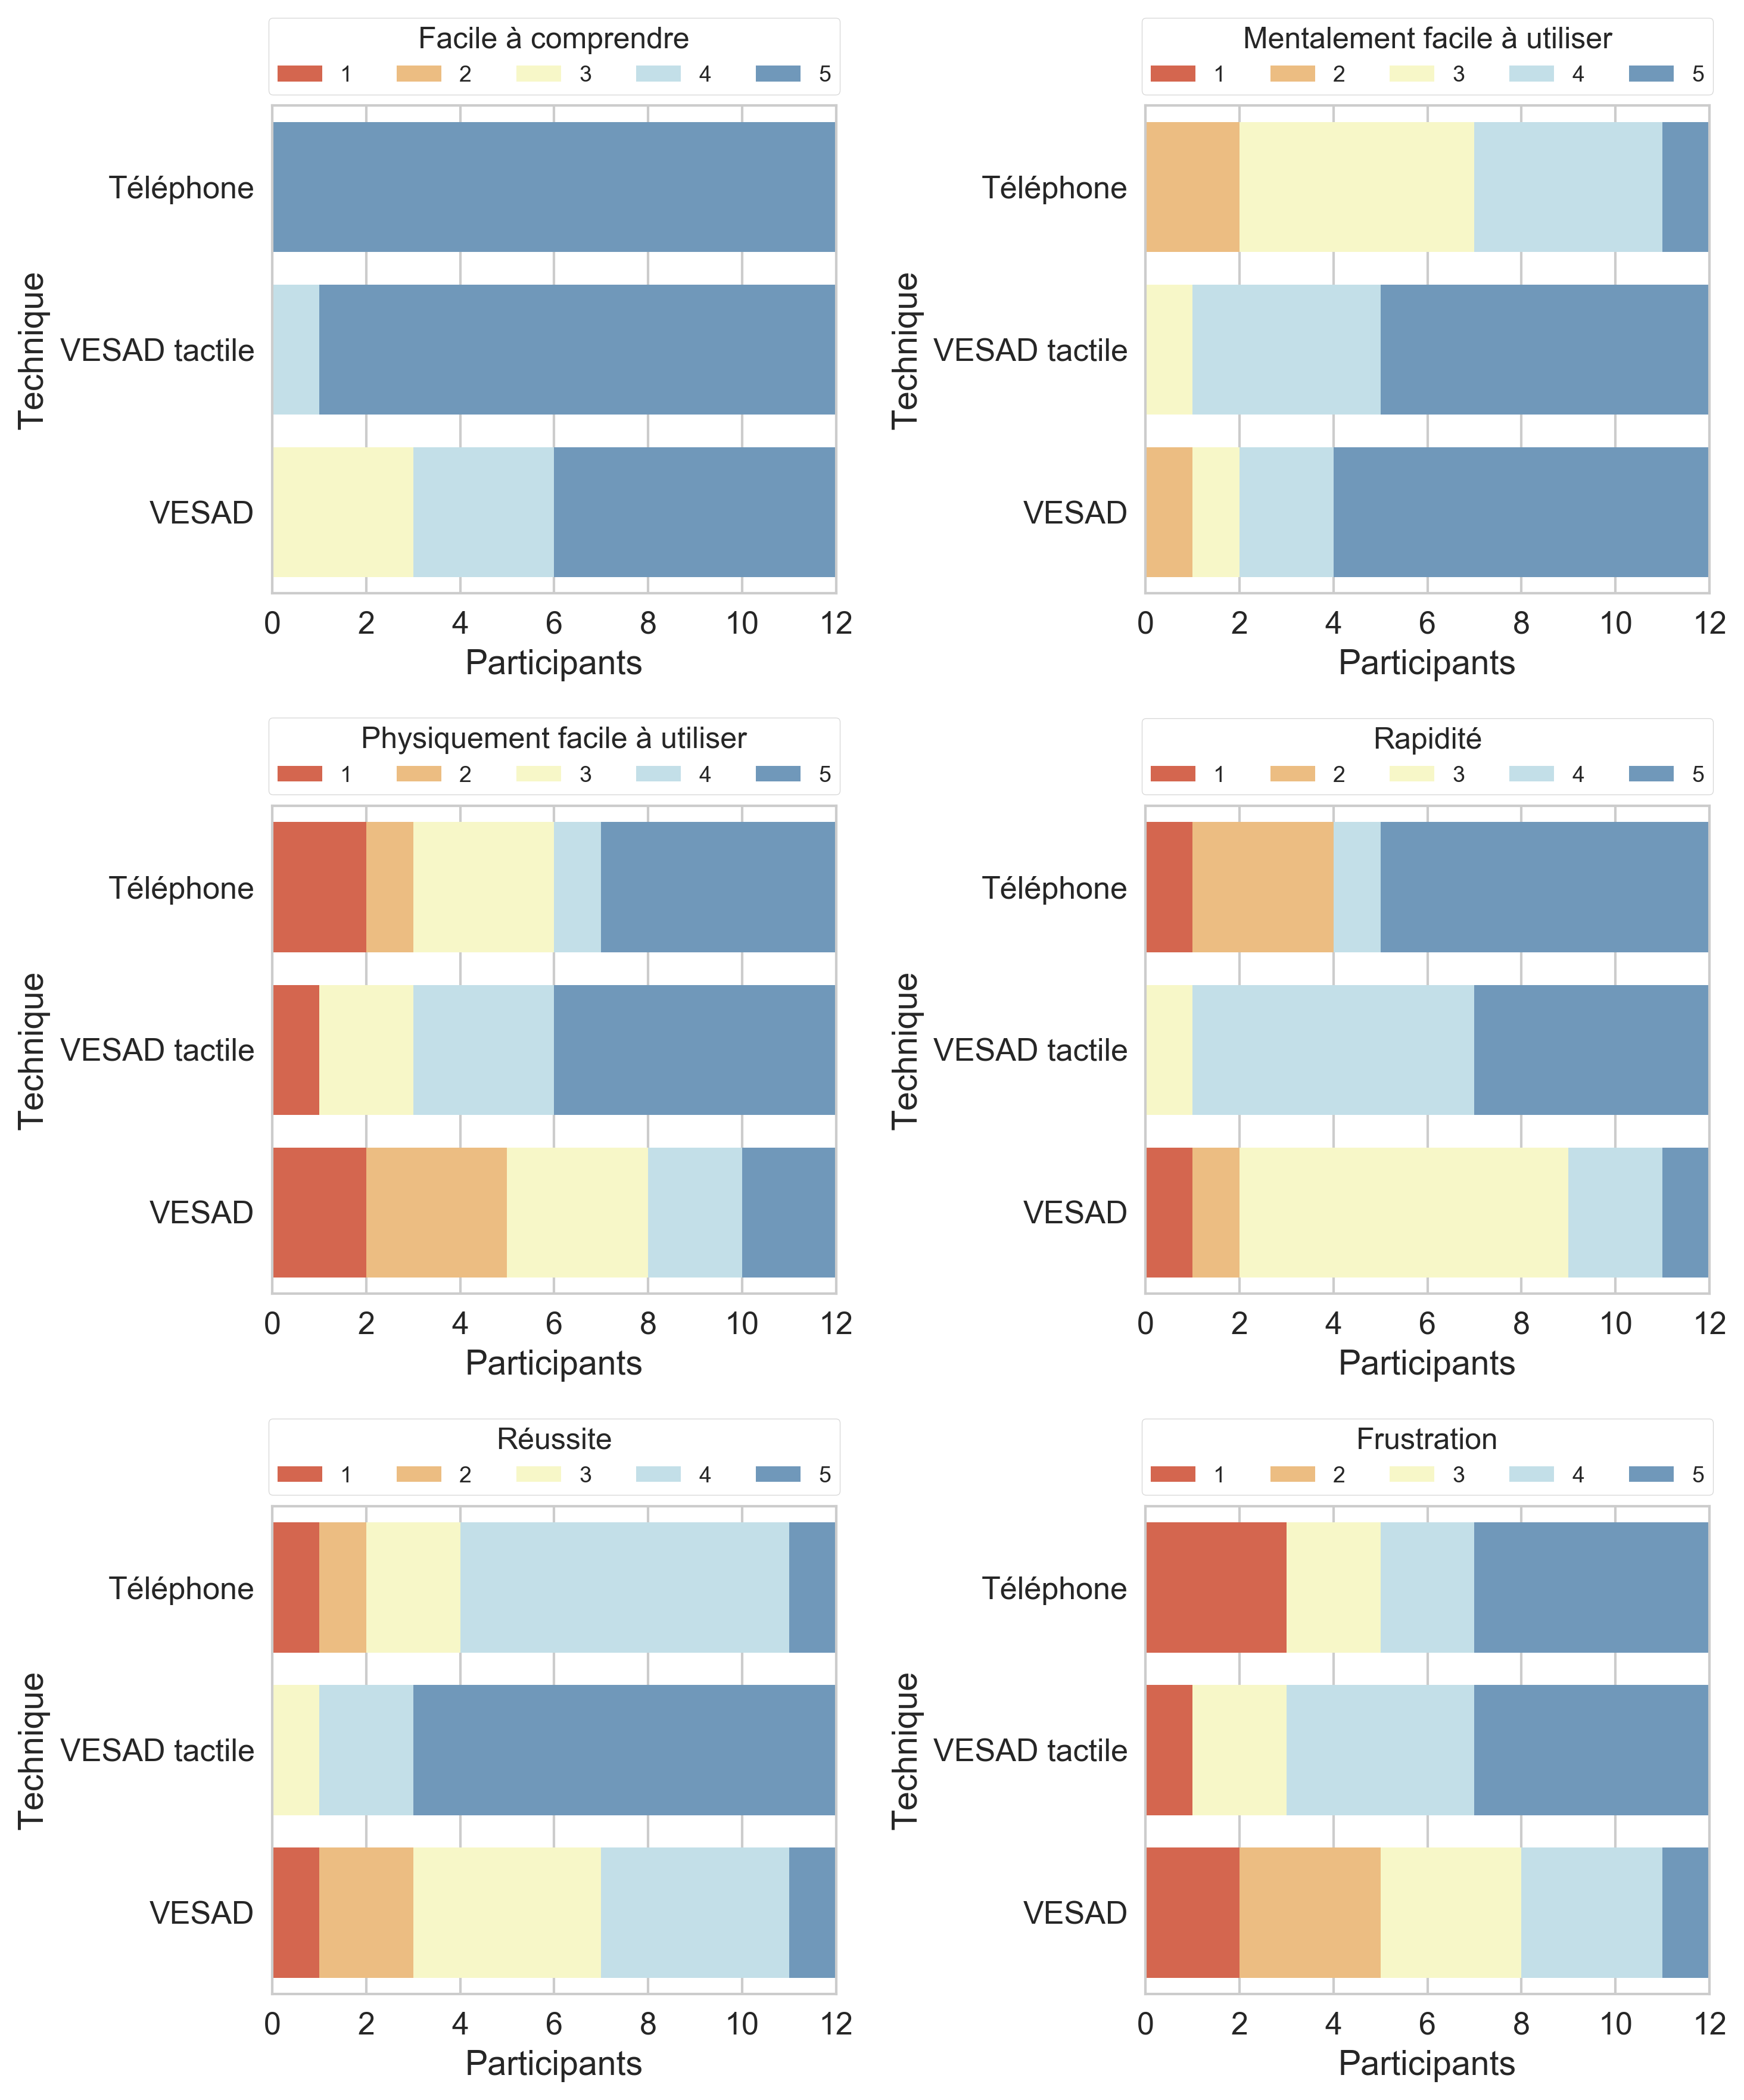 Facile à comprendre
1 2 3 4 5
Téléphone
VESAD tactile
VESAD
Technique
0 2 4 6 8 10 12
Participants
Mentalement facile à utiliser
1 2 3 4 5
Téléphone
VESAD tactile
VESAD
Technique
0 2 4 6 8 10 12
Participants
Physiquement facile à utiliser
1 2 3 4 5
Téléphone
VESAD tactile
VESAD
Technique
0 2 4 6 8 10 12
Participants
Rapidité
1 2 3 4 5
Téléphone
VESAD tactile
VESAD
Technique
0 2 4 6 8 10 12
Participants
Réussite
1 2 3 4 5
Téléphone
VESAD tactile
VESAD
Technique
0 2 4 6 8 10 12
Participants
Frustration
1 2 3 4 5
Téléphone
VESAD tactile
VESAD
Technique
0 2 4 6 8 10 12
Participants